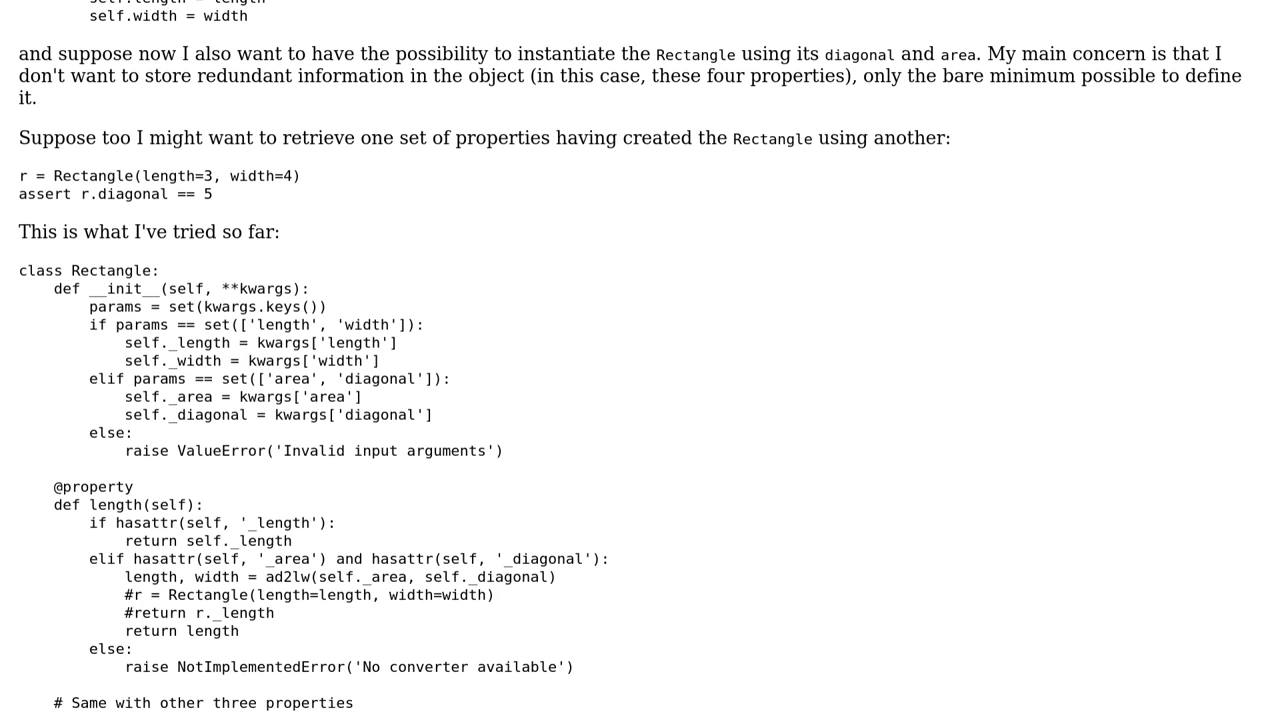 self.length = length
        self.width = width
and suppose now I also want to have the possibility to instantiate the Rectangle using its diagonal and area. My main concern is that I
don't want to store redundant information in the object (in this case, these four properties), only the bare minimum possible to define
it.
Suppose too I might want to retrieve one set of properties having created the Rectangle using another:
r = Rectangle(length=3, width=4)
assert r.diagonal == 5
This is what I've tried so far:
class Rectangle:
    def __init__(self, **kwargs):
        params = set(kwargs.keys())
        if params == set(['length', 'width']):
            self._length = kwargs['length']
            self._width = kwargs['width']
        elif params == set(['area', 'diagonal']):
            self._area = kwargs['area']
            self._diagonal = kwargs['diagonal']
        else:
            raise ValueError('Invalid input arguments')
    @property
    def length(self):
        if hasattr(self, '_length'):
            return self._length
        elif hasattr(self, '_area') and hasattr(self, '_diagonal'):
            length, width = ad2lw(self._area, self._diagonal)
            #r = Rectangle(length=length, width=width)
            #return r._length
            return length
        else:
            raise NotImplementedError('No converter available')
    # Same with other three properties